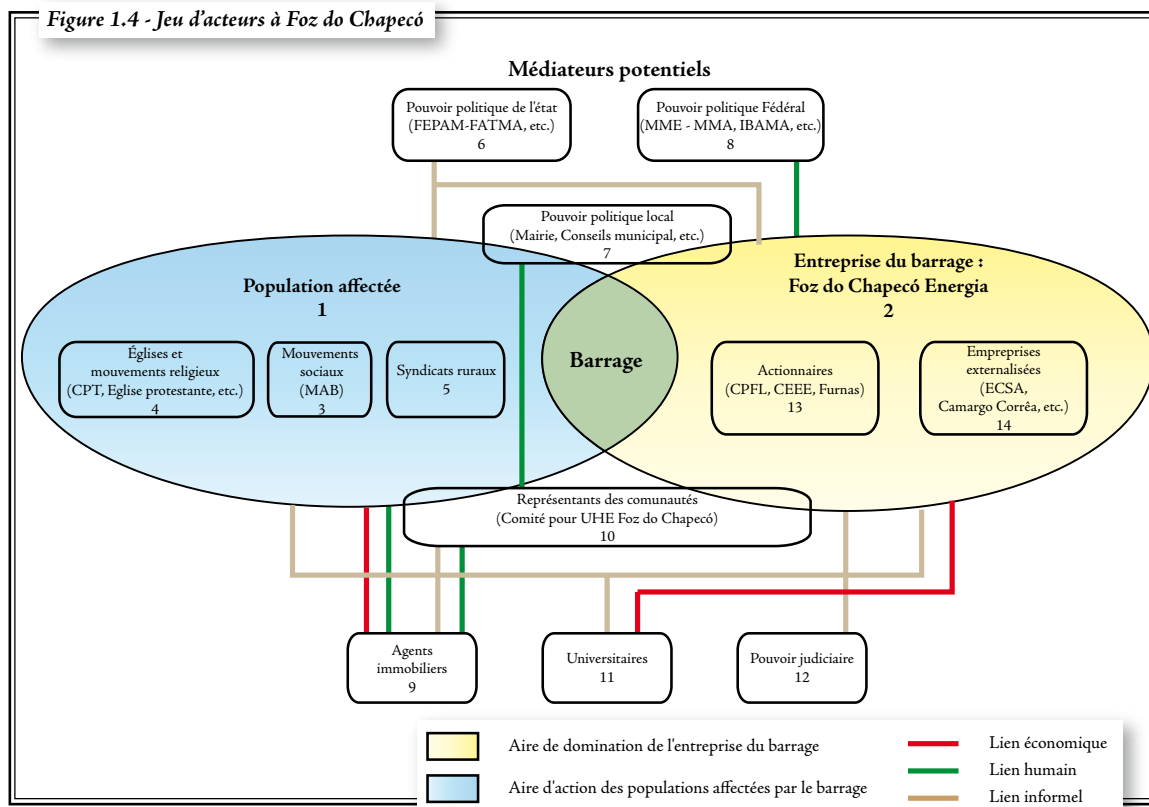 Figure 1.4 - Jeu d'acteurs à Foz do Chapecó
Médiateurs potentiels
Pouvoir politique de l'état
(FEPAM-FATMA, etc.)
6
Pouvoir politique Fédéral
(MME - MMA, IBAMA, etc.)
8
Pouvoir politique local
(Mairie, Conseils municipal, etc.)
7
Population affectée
1
Entreprise du barrage :
Foz do Chapecó Energia
2
Églises et
mouvements religieux
(CPT, Eglise protestante, etc.)
4
Mouvements
sociaux
(MAB)
3
Syndicats ruraux
5
Barrage
Actionnaires
(CPFL, CEEE, Furnas)
13
Empreprises
externalisées
(ECSA,
Camargo Corrêa, etc.)
14
Représentants des comunautés
(Comité pour UHE Foz do Chapecó)
10
Agents
immobiliers
9
Universitaires
11
Pouvoir judiciaire
12
Aire de domination de l'entreprise du barrage
Aire d'action des populations affectées par le barrage
Lien économique
Lien humain
Lien informel